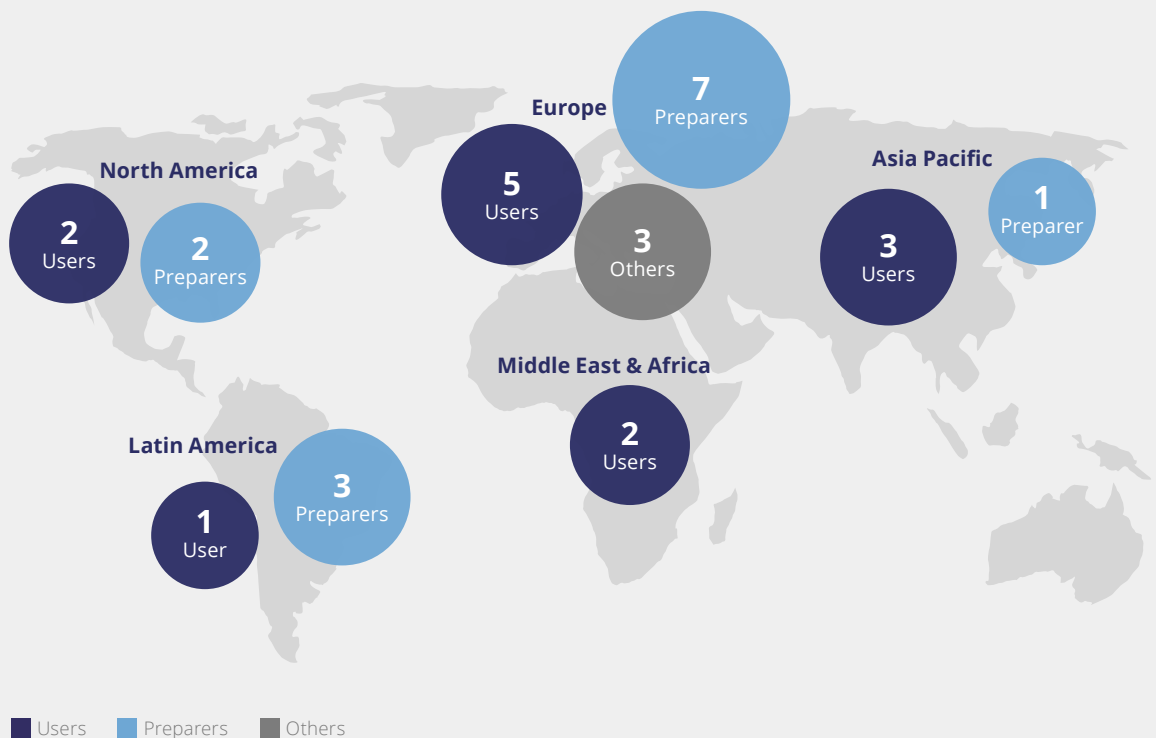 North America
2
Users
2
Preparers
Europe
5
Users
7
Preparers
3
Others
Asia Pacific
3
Users
1
Preparer
Middle East & Africa
2
Users
Latin America
1
User
3
Preparers
Users
Preparers
Others